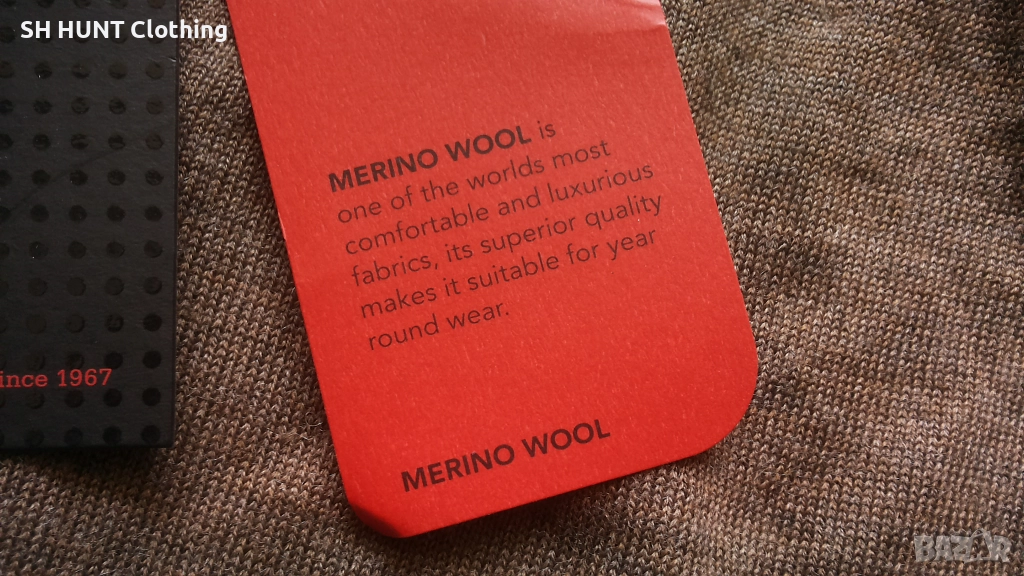 SH HUNT Clothing
MERINO WOOL is
one of the worlds most
comfortable and luxurious
fabrics, its superior quality
makes it suitable for year
round wear.
MERINO WOOL
ince 1967
BAZAR